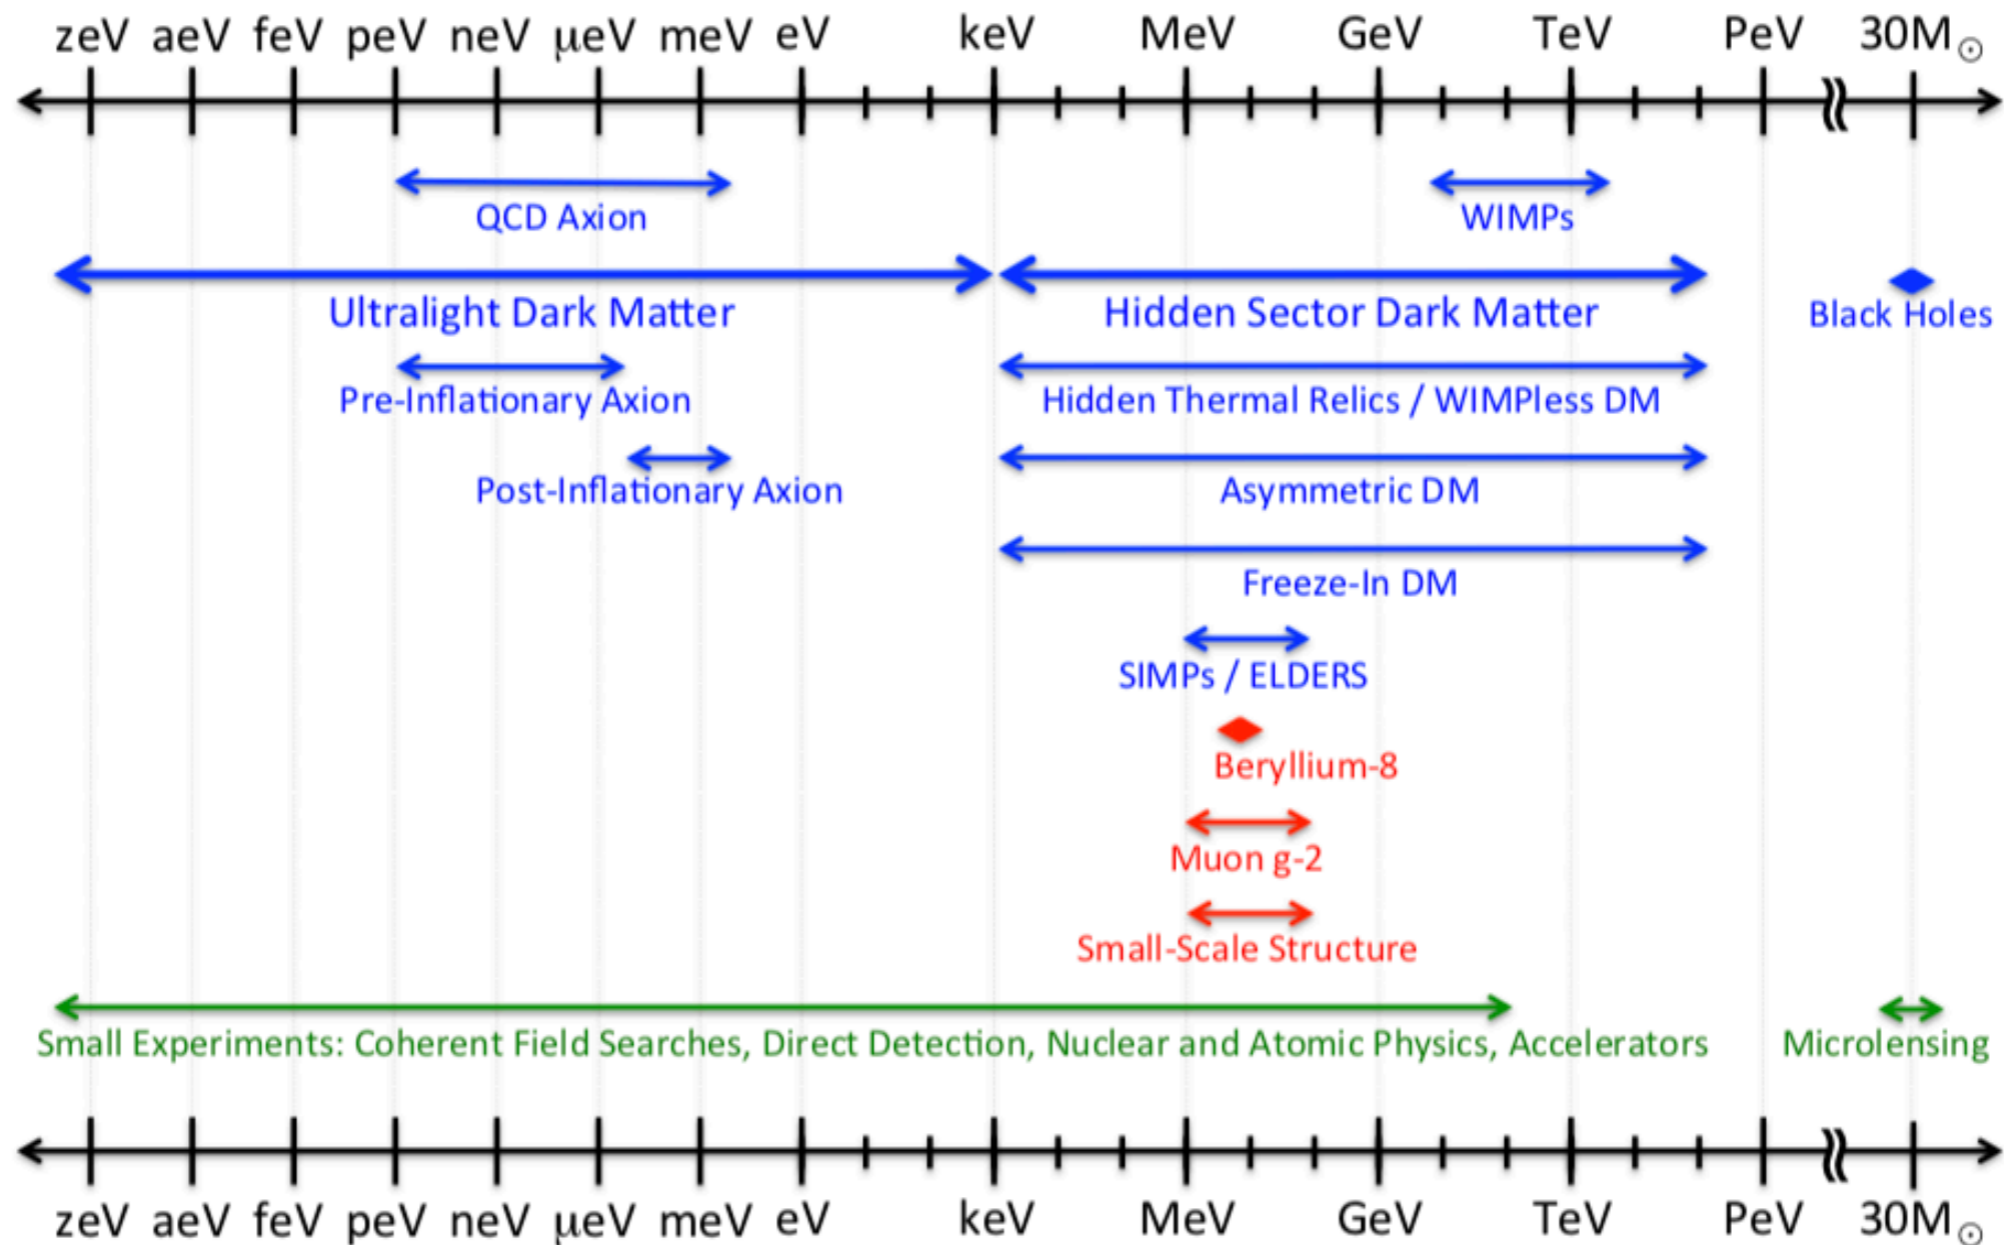 zeV aeV feV peV neV μeV meV eV keV MeV GeV TeV PeV 30M☉
QCD Axion WIMPs
Ultralight Dark Matter Hidden Sector Dark Matter Black Holes
Pre-Inflationary Axion Hidden Thermal Relics / WIMPless DM
Post-Inflationary Axion Asymmetric DM
Freeze-In DM
SIMPs / ELDERS
Beryllium-8
Muon g-2
Small-Scale Structure
Small Experiments: Coherent Field Searches, Direct Detection, Nuclear and Atomic Physics, Accelerators Microlensing
zeV aeV feV peV neV μeV meV eV keV MeV GeV TeV PeV 30M☉